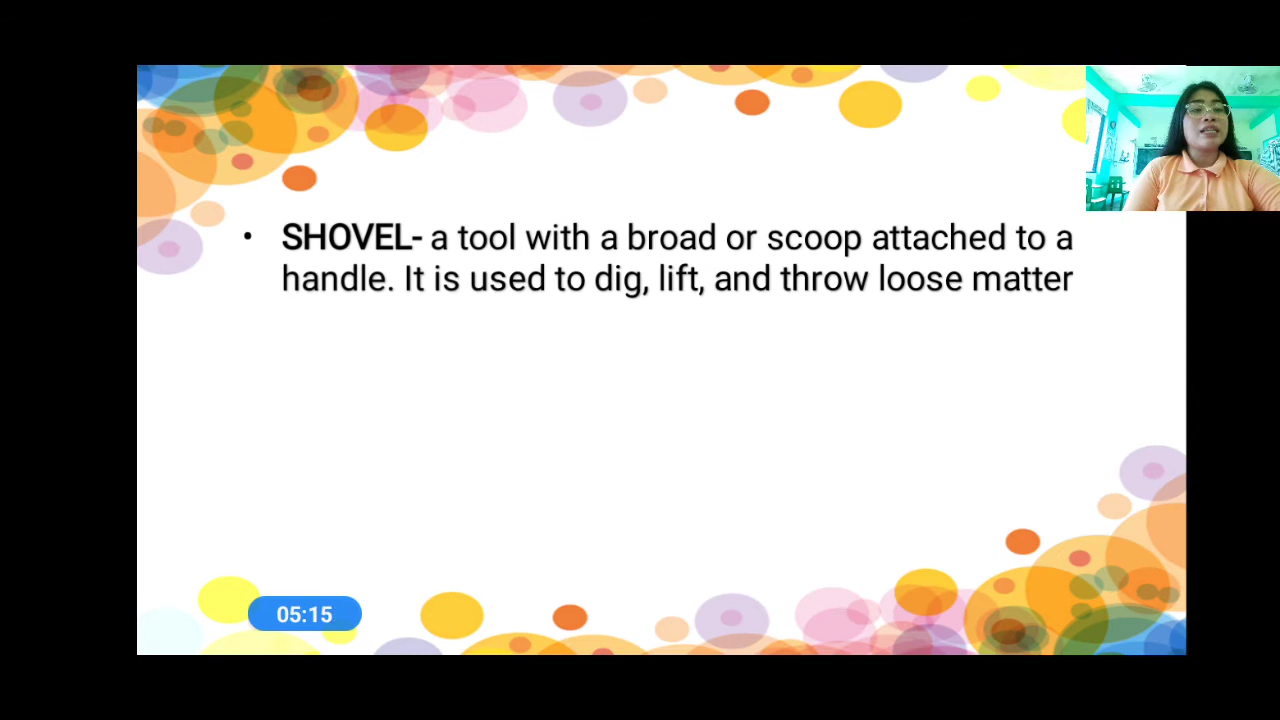 • SHOVEL- a tool with a broad or scoop attached to a
handle. It is used to dig, lift, and throw loose matter
05:15